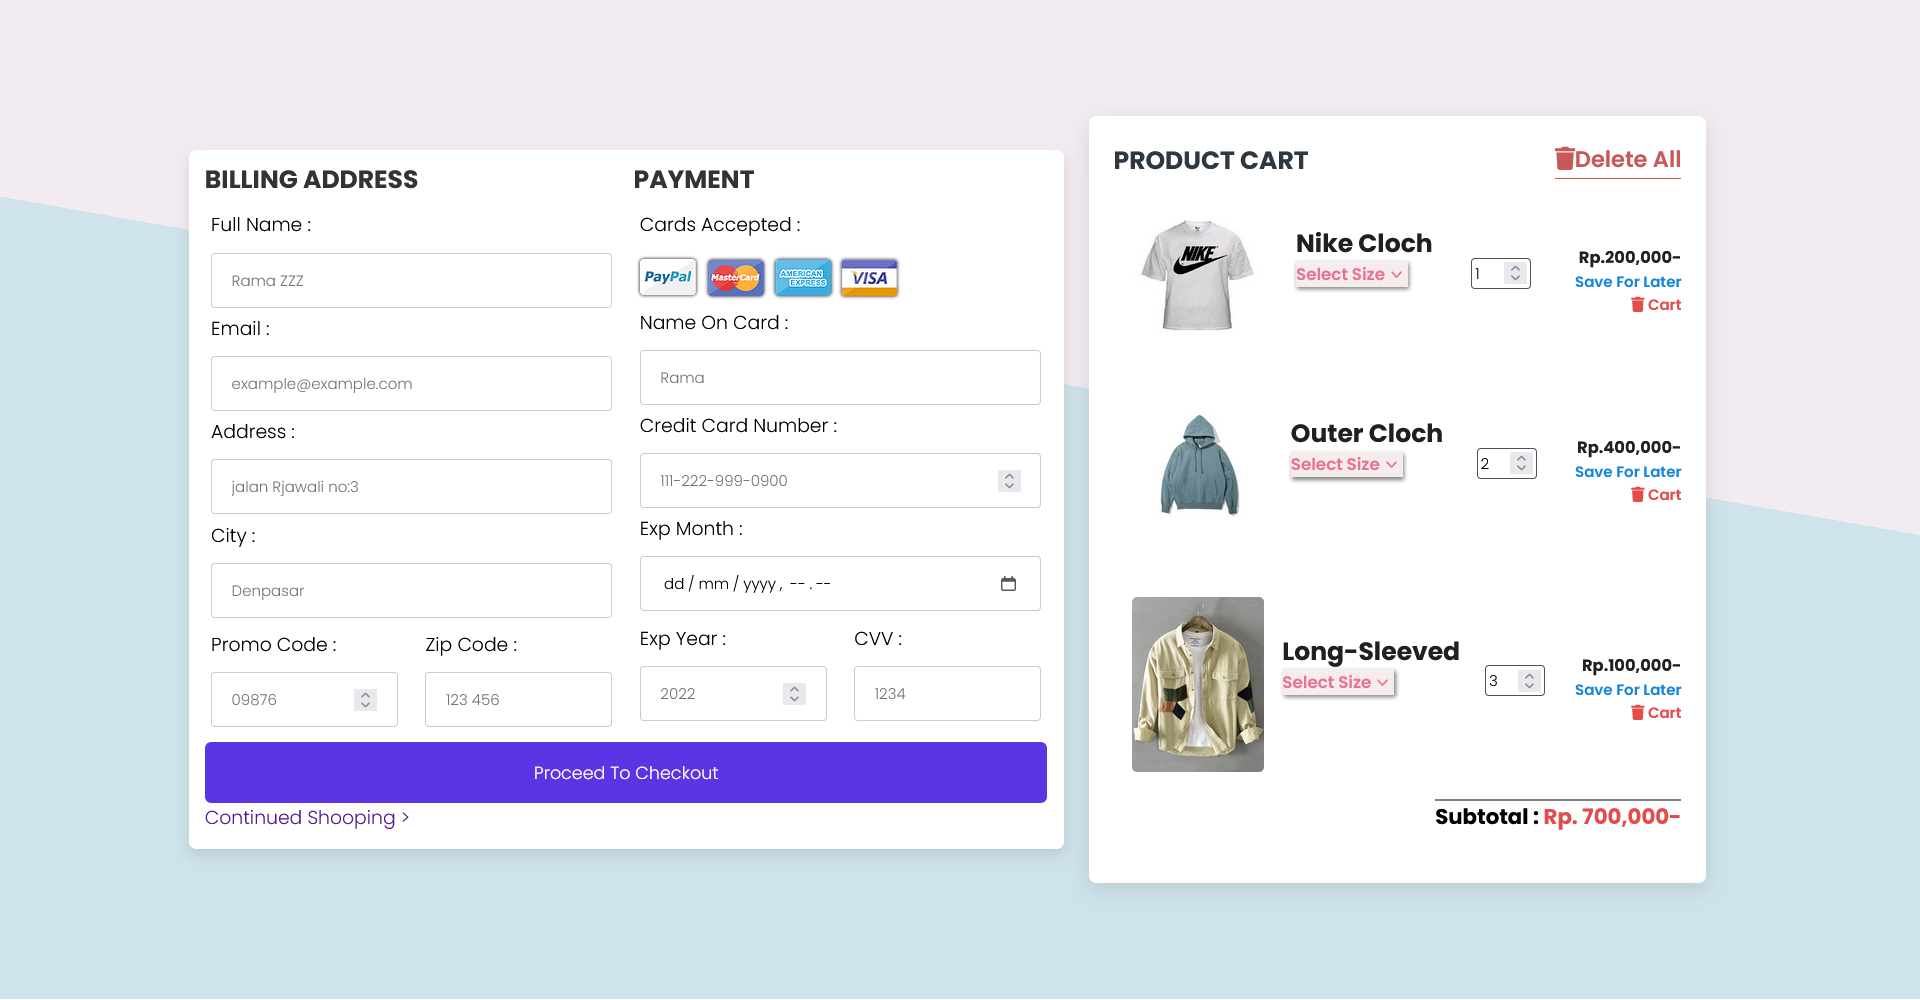 BILLING ADDRESS
Full Name :
Rama ZZZ
Email :
example@example.com
Address :
jalan Rjawali no:3
City :
Denpasar
Promo Code :
Zip Code :
09876
123 456
PAYMENT
Cards Accepted :
PayPal
MasterCard
AMERICAN
EXPRESS
VISA
Name On Card :
Rama
Credit Card Number :
111-222-999-0900
Exp Month :
dd / mm / yyyy , -- . --
Exp Year :
CVV :
2022
1234
Proceed To Checkout
Continued Shooping >
PRODUCT CART
Delete All
NIKE
Nike Cloch
Select Size
1
Rp.200,000-
Save For Later
Cart
Outer Cloch
Select Size
2
Rp.400,000-
Save For Later
Cart
Long-Sleeved
Select Size
3
Rp.100,000-
Save For Later
Cart
Subtotal : Rp. 700,000-